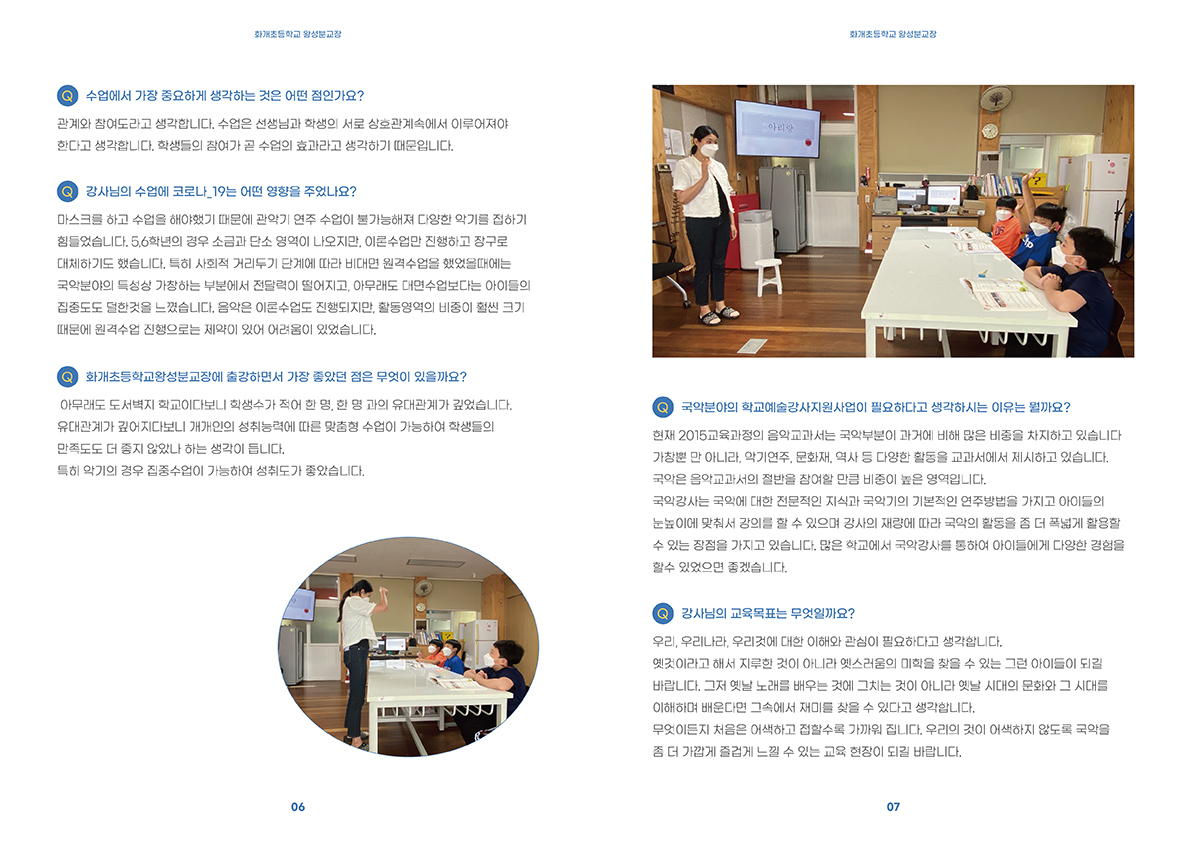 화개초등학교 왕성분교장
Q 수업에서 가장 중요하게 생각하는 것은 어떤 점인가요?
관계와 참여도라고 생각합니다. 수업은 선생님과 학생의 서로 상호관계속에서 이루어져야
한다고 생각합니다. 학생들의 참여가 곧 수업의 효과라고 생각하기 때문입니다.
Q 강사님의 수업에 코로나_19는 어떤 영향을 주었나요?
마스크를 하고 수업을 해야했기 때문에 관악기 연주 수업이 불가능해져 다양한 악기를 접하기
힘들었습니다. 5,6학년의 경우 소금과 단소 영역이 나오지만, 이론수업만 진행하고 장구로
대체하기도 했습니다. 특히 사회적 거리두기 단계에 따라 비대면 원격수업을 했었을때에는
국악분야의 특성상 가창하는 부분에서 전달력이 떨어지고, 아무래도 대면수업보다는 아이들의
집중도도 덜한것을 느꼈습니다. 음악은 이론수업도 진행되지만, 활동영역의 비중이 훨씬 크기
때문에 원격수업 진행으로는 제약이 있어 어려움이 있었습니다.
Q 화개초등학교왕성분교장에 출강하면서 가장 좋았던 점은 무엇이 있을까요?
아무래도 도서벽지 학교이다보니 학생수가 적어 한 명, 한 명 과의 유대관계가 깊었습니다.
유대관계가 깊어지다보니 개개인의 성취능력에 따른 맞춤형 수업이 가능하여 학생들의
만족도도 더 좋지 않았나 하는 생각이 듭니다.
특히 악기의 경우 집중수업이 가능하여 성취도가 좋았습니다.
06
화개초등학교 왕성분교장
아리랑
Q 국악분야의 학교예술강사지원사업이 필요하다고 생각하시는 이유는 뭘까요?
현재 2015교육과정의 음악교과서는 국악부분이 과거에 비해 많은 비중을 차지하고 있습니다
가창뿐 만 아니라, 악기연주, 문화재, 역사 등 다양한 활동을 교과서에서 제시하고 있습니다.
국악은 음악교과서의 절반을 참여할 만큼 비중이 높은 영역입니다.
국악강사는 국악에 대한 전문적인 지식과 국악기의 기본적인 연주방법을 가지고 아이들의
눈높이에 맞춰서 강의를 할 수 있으며 강사의 재량에 따라 국악의 활동을 좀 더 폭넓게 활용할
수 있는 장점을 가지고 있습니다. 많은 학교에서 국악강사를 통하여 아이들에게 다양한 경험을
할수 있었으면 좋겠습니다.
Q 강사님의 교육목표는 무엇일까요?
우리, 우리나라, 우리것에 대한 이해와 관심이 필요하다고 생각합니다.
옛것이라고 해서 지루한 것이 아니라 옛스러움의 미학을 찾을 수 있는 그런 아이들이 되길
바랍니다. 그저 옛날 노래를 배우는 것에 그치는 것이 아니라 옛날 시대의 문화와 그 시대를
이해하며 배운다면 그속에서 재미를 찾을 수 있다고 생각합니다.
무엇이든지 처음은 어색하고 접할수록 가까워 집니다. 우리의 것이 어색하지 않도록 국악을
좀 더 가깝게 즐겁게 느낄 수 있는 교육 현장이 되길 바랍니다.
07